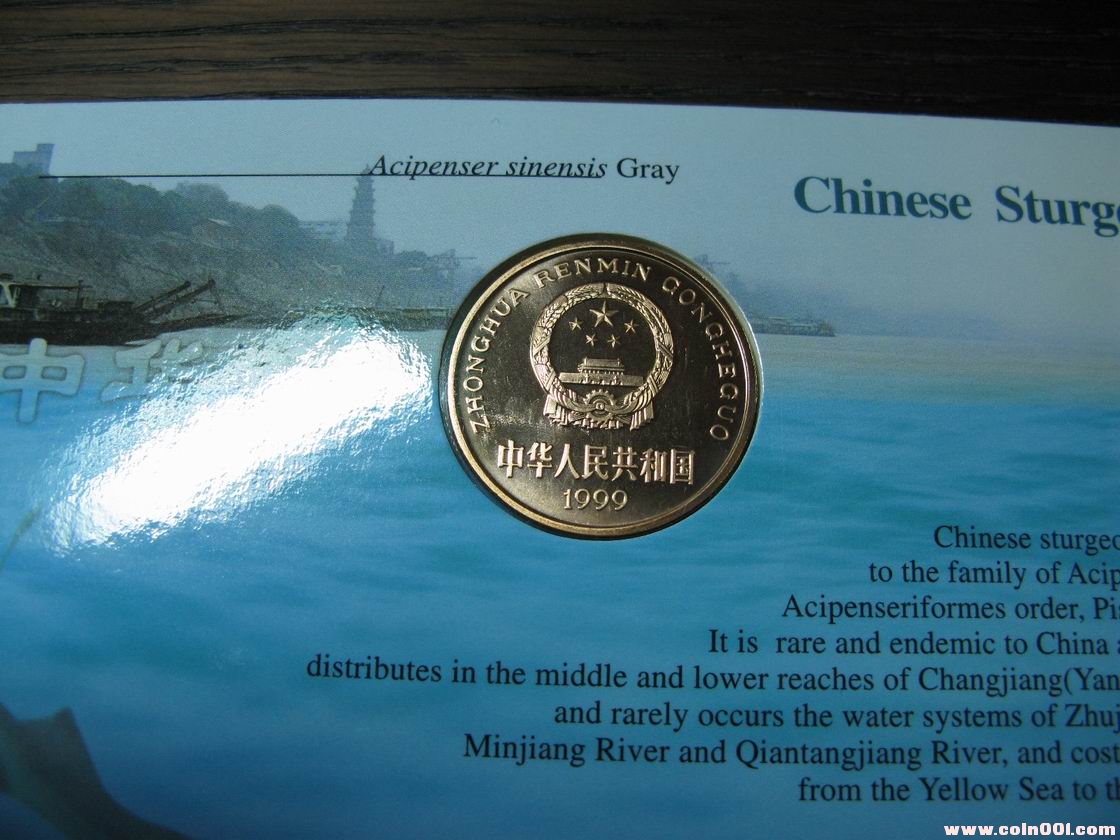 Acipenser sinensis Gray
Chinese Sturge
ZHONGHUA RENMIN GONGHEGUO
中华人民共和国
1999
中华
Chinese sturgeo
to the family of Acip
Acipenseriformes order, Pi
It is rare and endemic to China a
distributes in the middle and lower reaches of Changjiang(Yan
and rarely occurs the water systems of Zhuj
Minjiang River and Qiantangjiang River, and cost
from the Yellow Sea to th
www.coin001.com